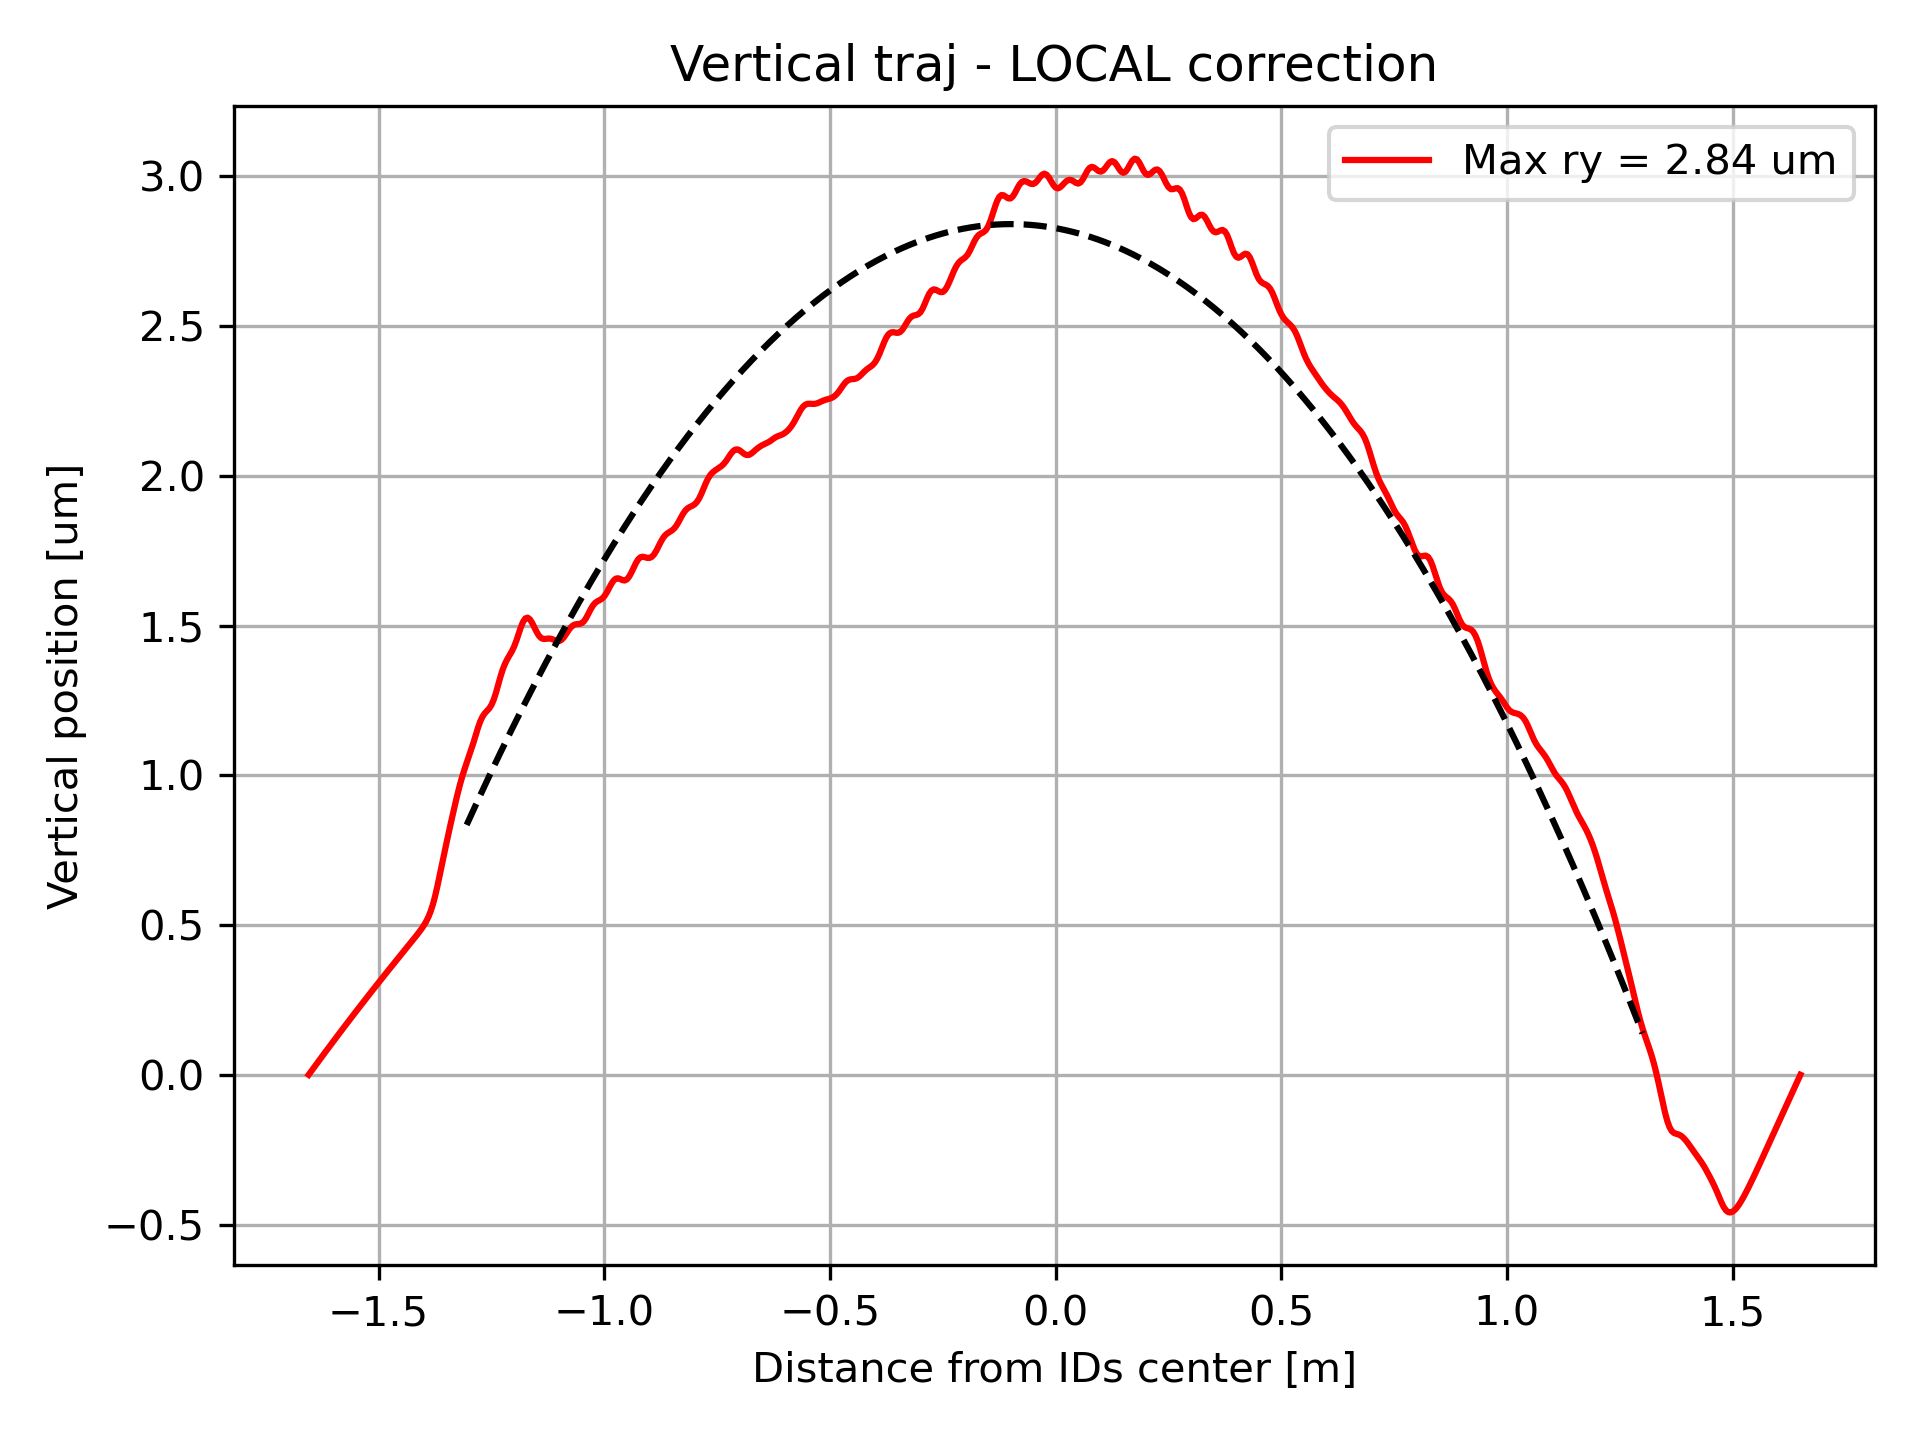 Vertical traj - LOCAL correction
Max ry = 2.84 um
Vertical position [um]
3.0
2.5
2.0
1.5
1.0
0.5
0.0
−0.5
−1.5 −1.0 −0.5 0.0 0.5 1.0 1.5
Distance from IDs center [m]